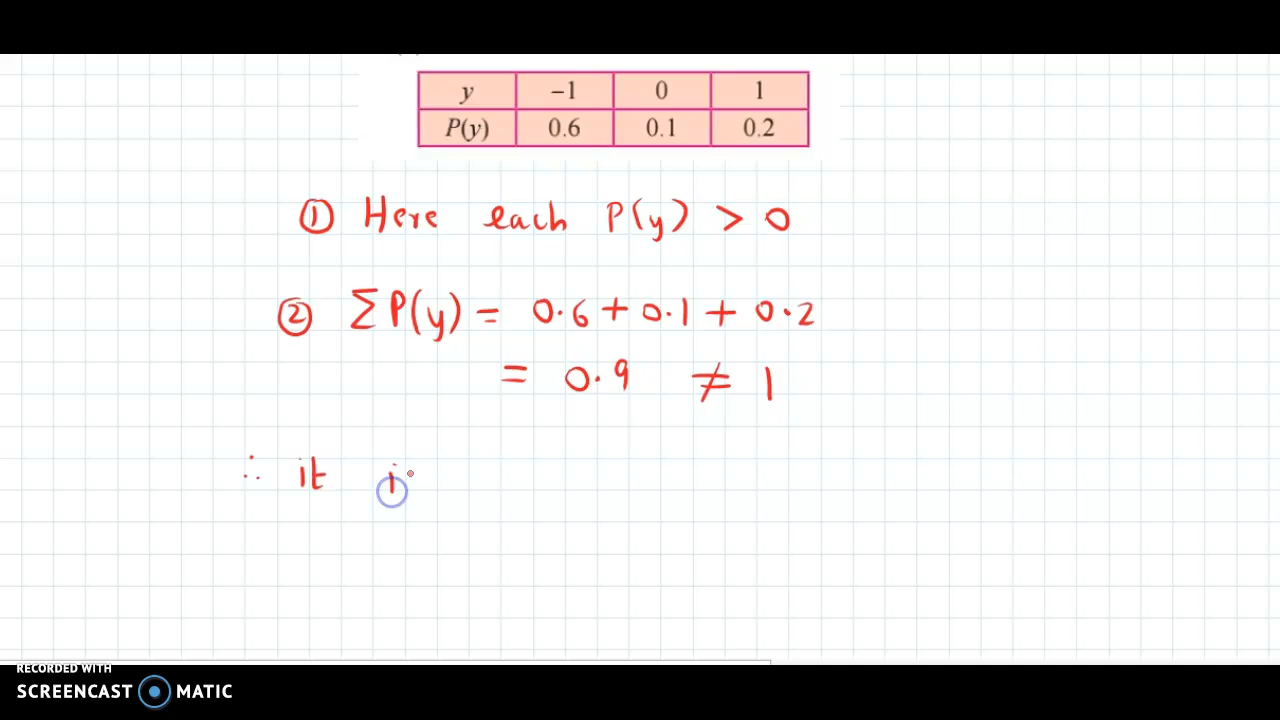 y −1 0 1
P(y) 0.6 0.1 0.2
① Here each P(y) > 0
② ∑ P(y) = 0.6 + 0.1 + 0.2
= 0.9 ≠ 1
∴ it i
RECORDED WITH
SCREENCAST MATIC